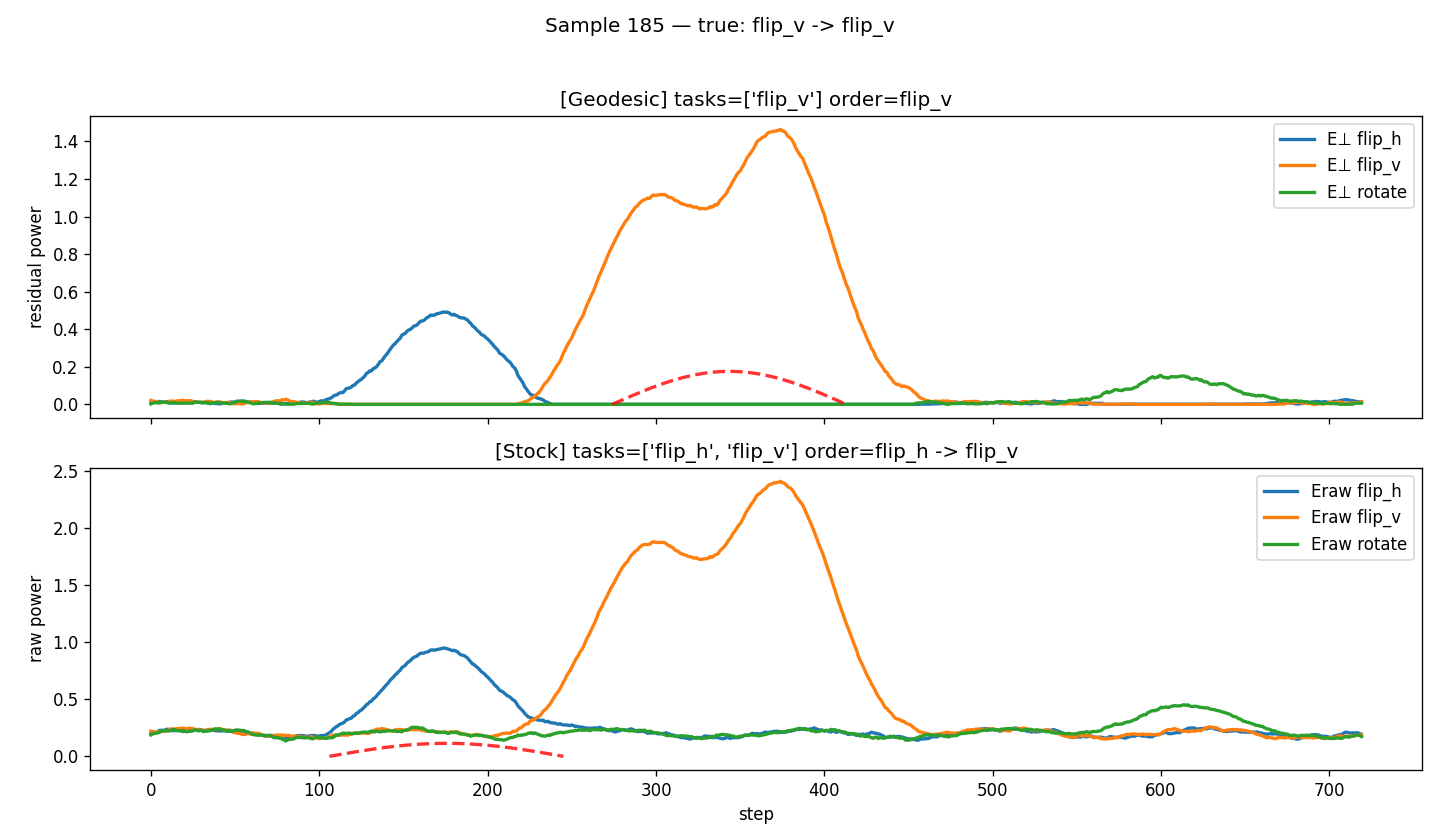 Sample 185 — true: flip_v -> flip_v
[Geodesic] tasks=['flip_v'] order=flip_v
residual power
1.4
1.2
1.0
0.8
0.6
0.4
0.2
0.0
E⊥ flip_h
E⊥ flip_v
E⊥ rotate
[Stock] tasks=['flip_h', 'flip_v'] order=flip_h -> flip_v
raw power
2.5
2.0
1.5
1.0
0.5
0.0
Eraw flip_h
Eraw flip_v
Eraw rotate
0 100 200 300 400 500 600 700
step